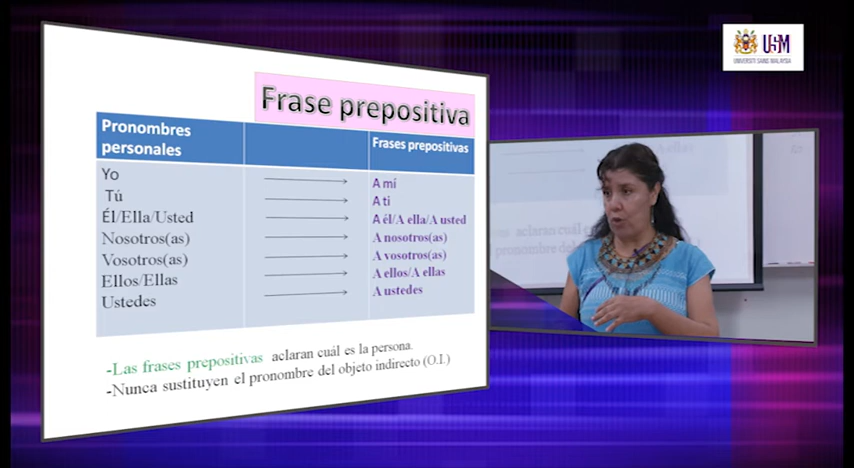 USM
UNIVERSITI SAINS MALAYSIA
Frase prepositiva
Pronombres personales
Frases prepositivas
Yo A mí
Tú A ti
Él/Ella/Usted A él/A ella/A usted
Nosotros(as) A nosotros(as)
Vosotros(as) A vosotros(as)
Ellos/Ellas A ellos/A ellas
Ustedes A ustedes
-Las frases prepositivas aclaran cuál es la persona.
-Nunca sustituyen el pronombre del objeto indirecto (O.I.)
aclaran cuál
pronombre del